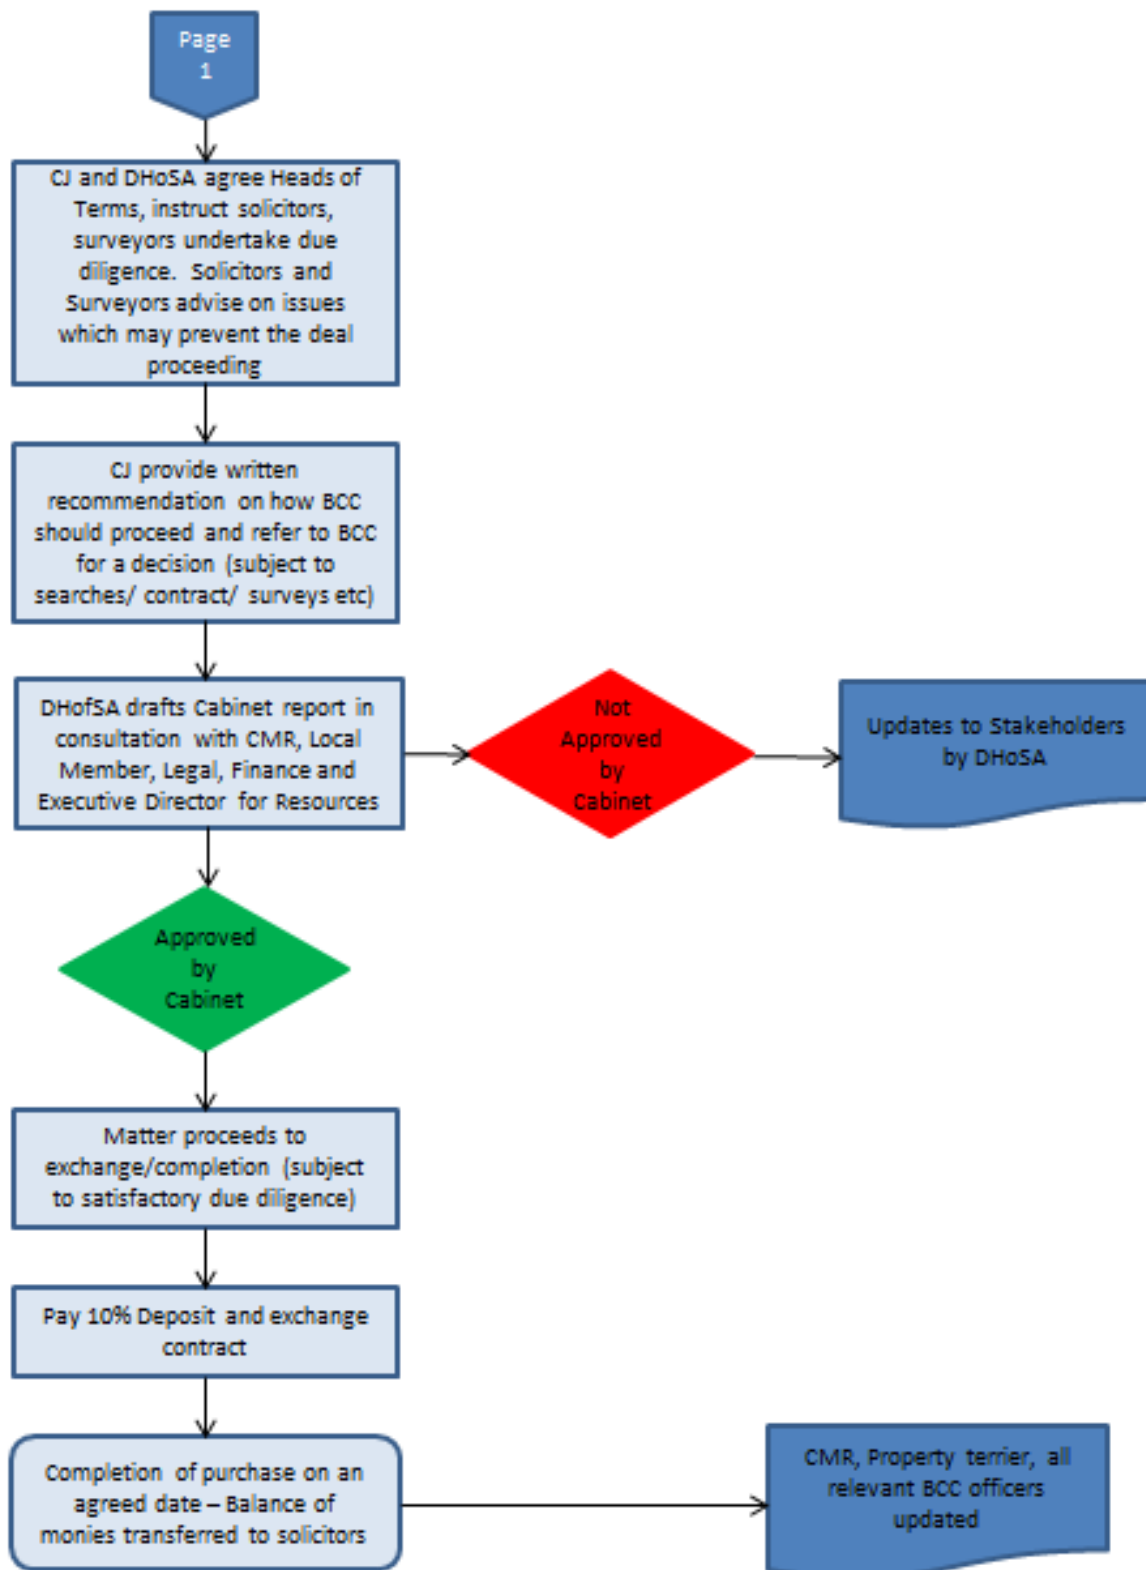 Page
1
CJ and DHoSA agree Heads of
Terms, instruct solicitors,
surveyors undertake due
diligence. Solicitors and
Surveyors advise on issues
which may prevent the deal
proceeding
CJ provide written
recommendation on how BCC
should proceed and refer to BCC
for a decision (subject to
searches/ contract/ surveys etc)
DHofSA drafts Cabinet report in
consultation with CMR, Local
Member, Legal, Finance and
Executive Director for Resources
Not
Approved
by
Cabinet
Updates to Stakeholders
by DHoSA
Approved
by
Cabinet
Matter proceeds to
exchange/completion (subject
to satisfactory due diligence)
Pay 10% Deposit and exchange
contract
Completion of purchase on an
agreed date – Balance of
monies transferred to solicitors
CMR, Property terrier, all
relevant BCC officers
updated